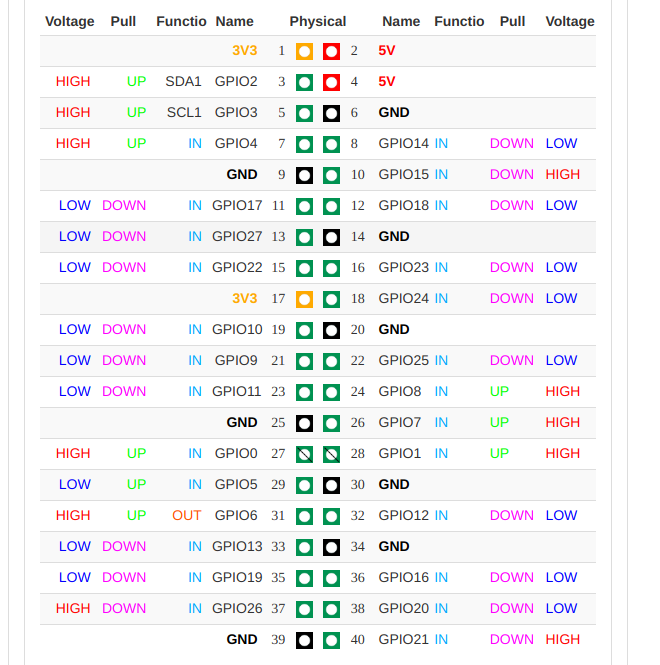 Voltage Pull Functio Name Physical Name Functio Pull Voltage
3V3 1 2 5V
HIGH UP SDA1 GPIO2 3 4 5V
HIGH UP SCL1 GPIO3 5 6 GND
HIGH UP IN GPIO4 7 8 GPIO14 IN DOWN LOW
GND 9 10 GPIO15 IN DOWN HIGH
LOW DOWN IN GPIO17 11 12 GPIO18 IN DOWN LOW
LOW DOWN IN GPIO27 13 14 GND
LOW DOWN IN GPIO22 15 16 GPIO23 IN DOWN LOW
3V3 17 18 GPIO24 IN DOWN LOW
LOW DOWN IN GPIO10 19 20 GND
LOW DOWN IN GPIO9 21 22 GPIO25 IN DOWN LOW
LOW DOWN IN GPIO11 23 24 GPIO8 IN UP HIGH
GND 25 26 GPIO7 IN UP HIGH
HIGH UP IN GPIO0 27 28 GPIO1 IN UP HIGH
LOW UP IN GPIO5 29 30 GND
HIGH UP OUT GPIO6 31 32 GPIO12 IN DOWN LOW
LOW DOWN IN GPIO13 33 34 GND
LOW DOWN IN GPIO19 35 36 GPIO16 IN DOWN LOW
HIGH DOWN IN GPIO26 37 38 GPIO20 IN DOWN LOW
GND 39 40 GPIO21 IN DOWN HIGH